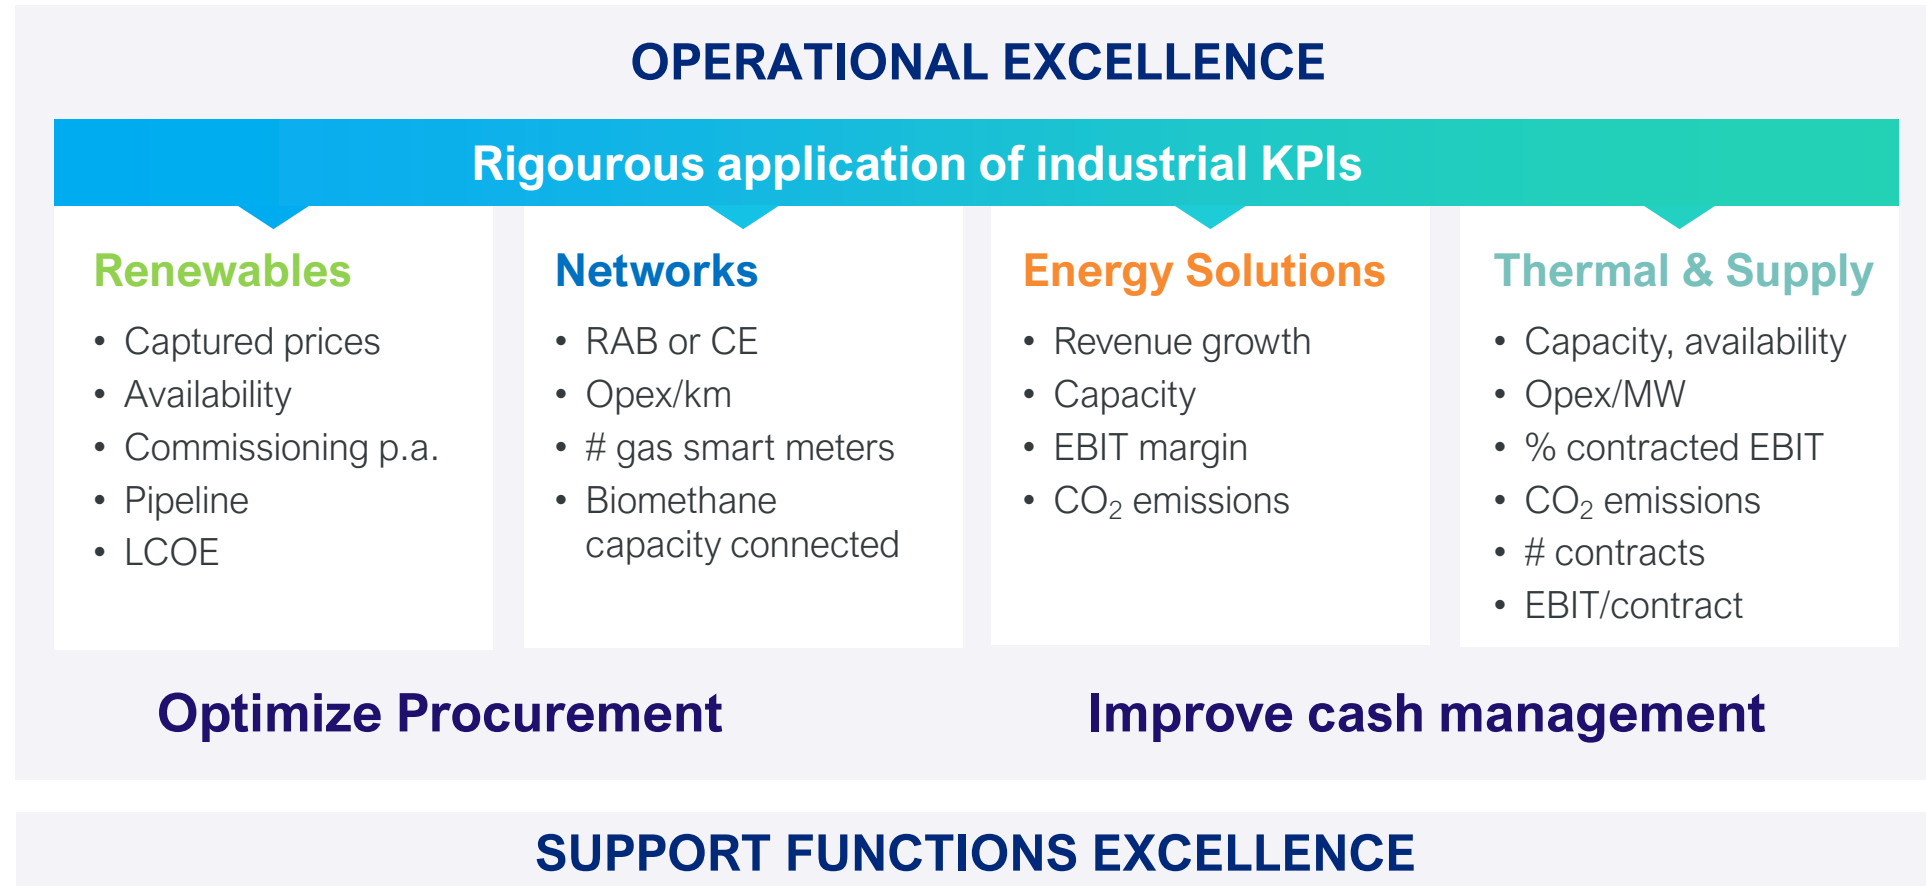 OPERATIONAL EXCELLENCE
Rigourous application of industrial KPIs
Renewables
• Captured prices
• Availability
• Commissioning p.a.
• Pipeline
• LCOE
Networks
• RAB or CE
• Opex/km
• # gas smart meters
• Biomethane
capacity connected
Energy Solutions
• Revenue growth
• Capacity
• EBIT margin
• CO₂ emissions
Thermal & Supply
• Capacity, availability
• Opex/MW
• % contracted EBIT
• CO₂ emissions
• # contracts
• EBIT/contract
Optimize Procurement
Improve cash management
SUPPORT FUNCTIONS EXCELLENCE